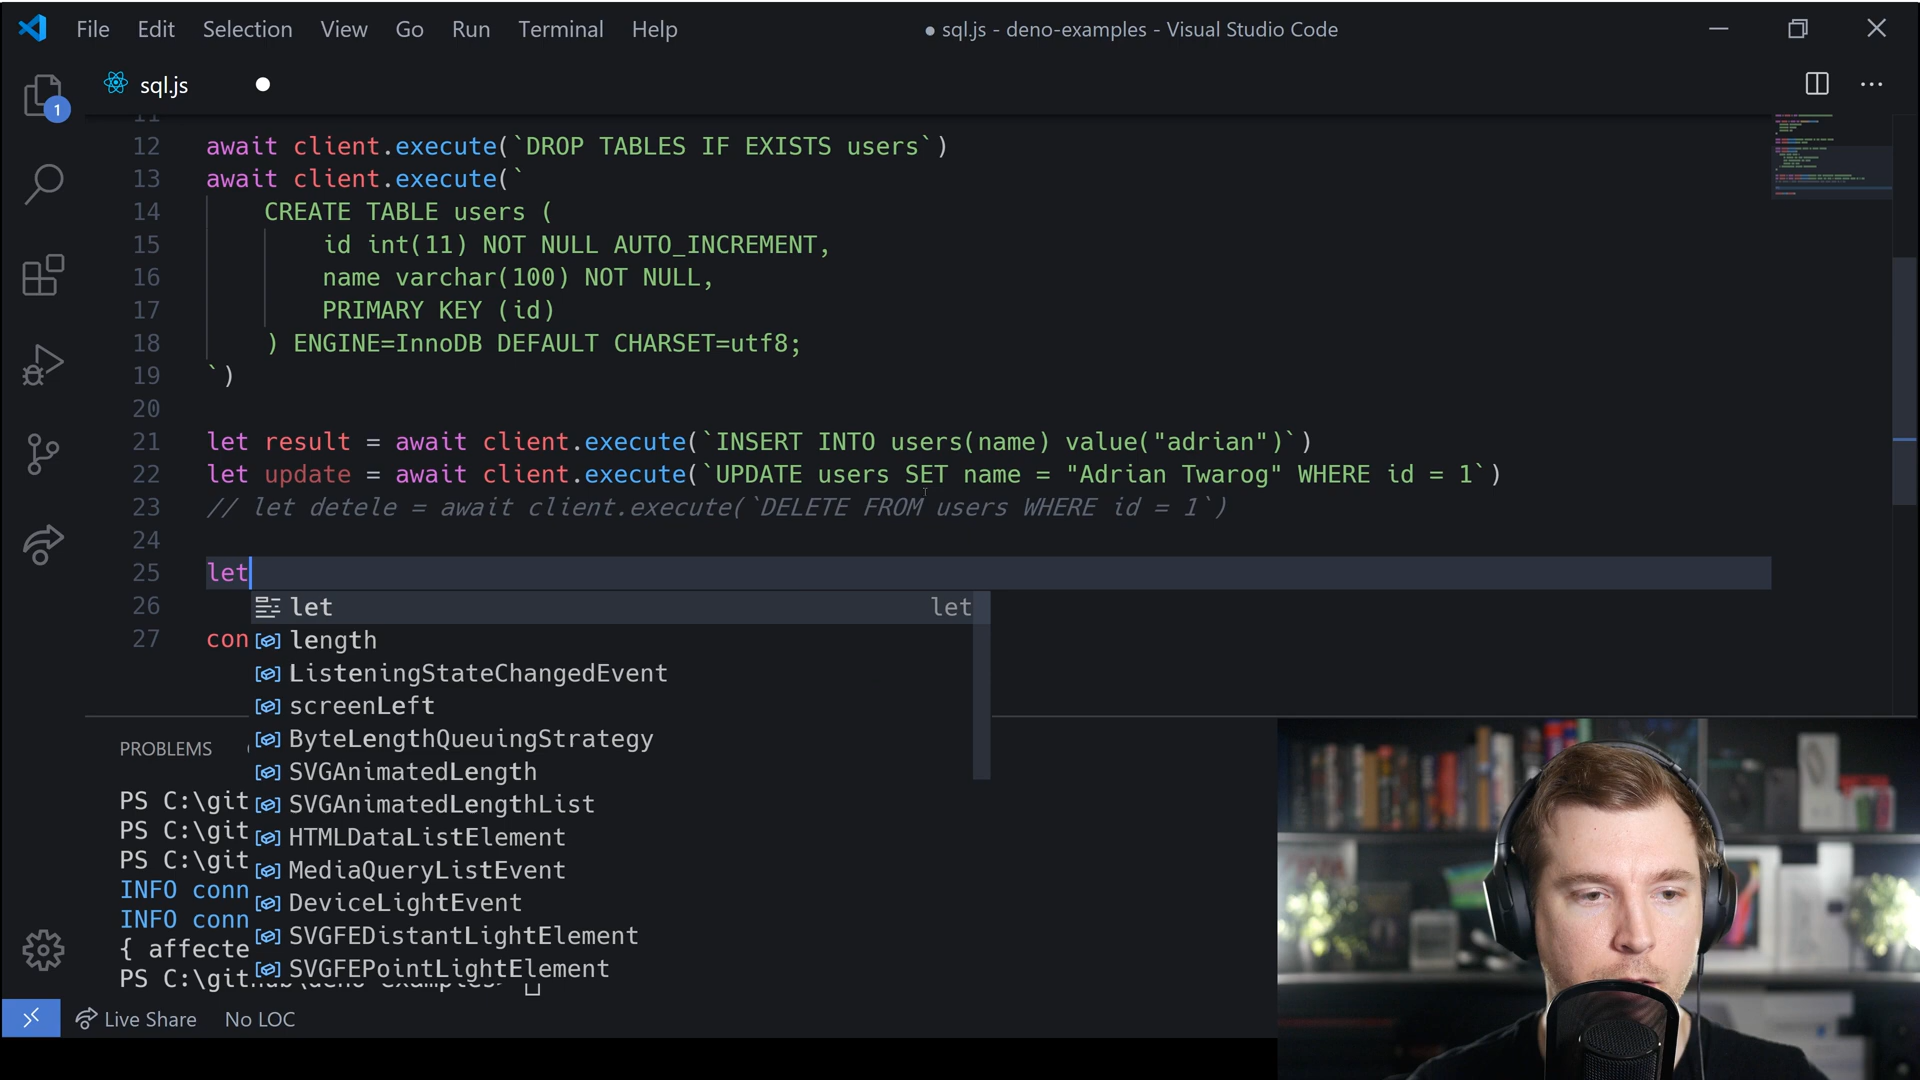 File Edit Selection View Go Run Terminal Help
● sql.js - deno-examples - Visual Studio Code
sql.js
1
11
12 await client.execute(`DROP TABLES IF EXISTS users`)
13 await client.execute(`
14 CREATE TABLE users (
15 id int(11) NOT NULL AUTO_INCREMENT,
16 name varchar(100) NOT NULL,
17 PRIMARY KEY (id)
18 ) ENGINE=InnoDB DEFAULT CHARSET=utf8;
19 `)
20
21 let result = await client.execute(`INSERT INTO users(name) value("adrian")`)
22 let update = await client.execute(`UPDATE users SET name = "Adrian Twarog" WHERE id = 1`)
23 // let detele = await client.execute(`DELETE FROM users WHERE id = 1`)
24
25 let
26 let let
27 con length
ListeningStateChangedEvent
screenLeft
ByteLengthQueuingStrategy
PROBLEMS
SVGAnimatedLength
PS C:\git SVGAnimatedLengthList
PS C:\git HTMLDataListElement
PS C:\git MediaQueryListEvent
INFO conn DeviceLightEvent
INFO conn SVGFEDistantLightElement
{ affecte SVGFEPointLightElement
PS C:\github\deno-examples>
Live Share No LOC